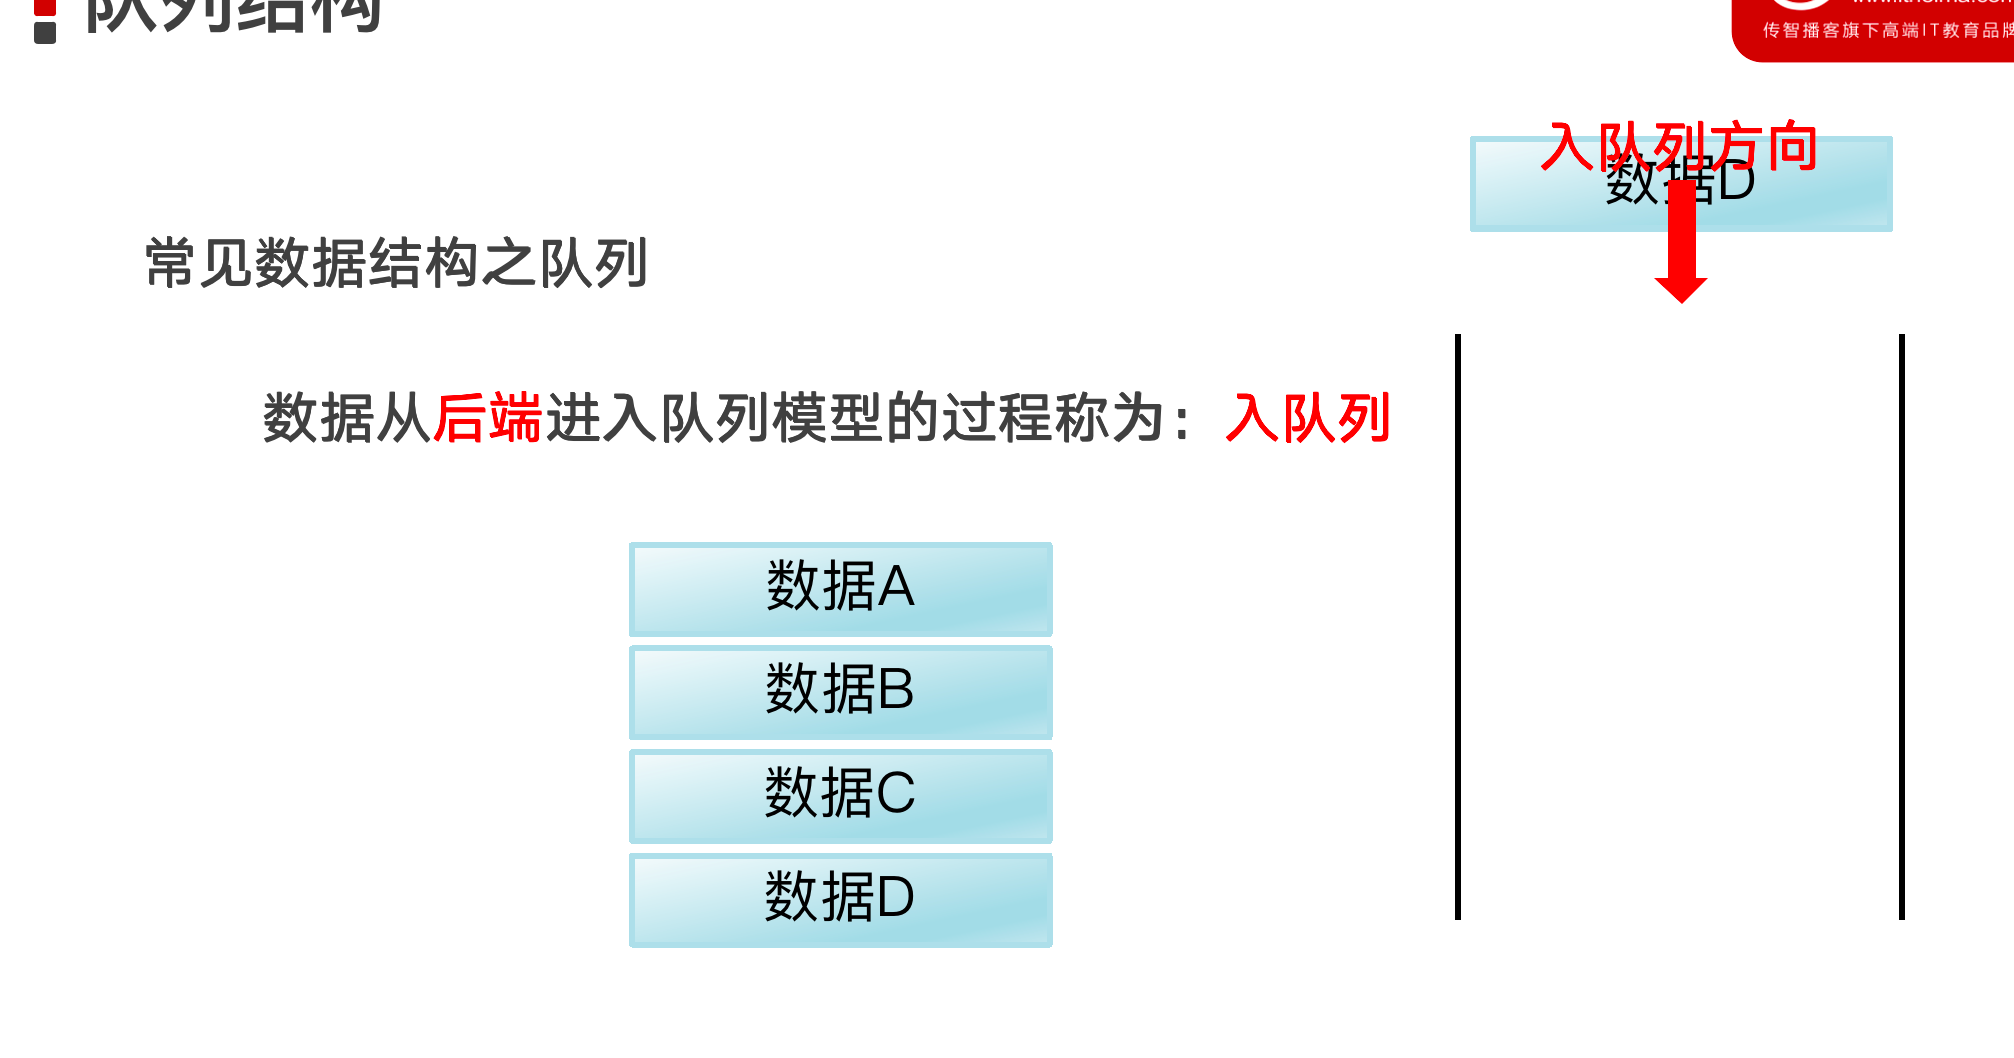 队列结构
传智播客旗下高端IT教育品牌
入队列方向
数据D
常见数据结构之队列
数据从后端进入队列模型的过程称为：入队列
数据A
数据B
数据C
数据D